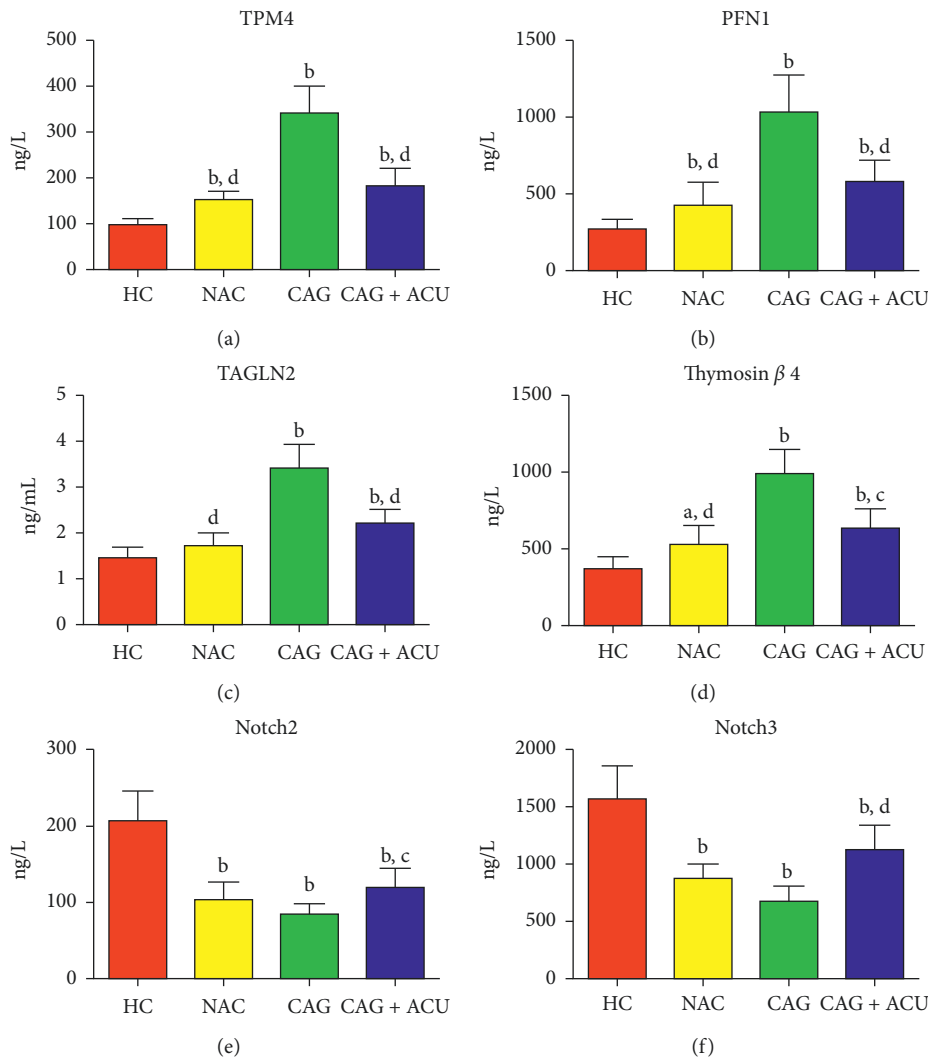 TPM4
500
400
300
200
100
0
ng/L
b, d
b
b, d
HC NAC CAG CAG + ACU
(a)
PFN1
1500
1000
500
0
ng/L
b, d
b
b, d
HC NAC CAG CAG + ACU
(b)
TAGLN2
5
4
3
2
1
0
ng/mL
d
b
b, d
HC NAC CAG CAG + ACU
(c)
Thymosin β 4
1500
1000
500
0
ng/L
a, d
b
b, c
HC NAC CAG CAG + ACU
(d)
Notch2
300
200
100
0
ng/L
b
b
b, c
HC NAC CAG CAG + ACU
(e)
Notch3
2000
1500
1000
500
0
ng/L
b
b
b, d
HC NAC CAG CAG + ACU
(f)